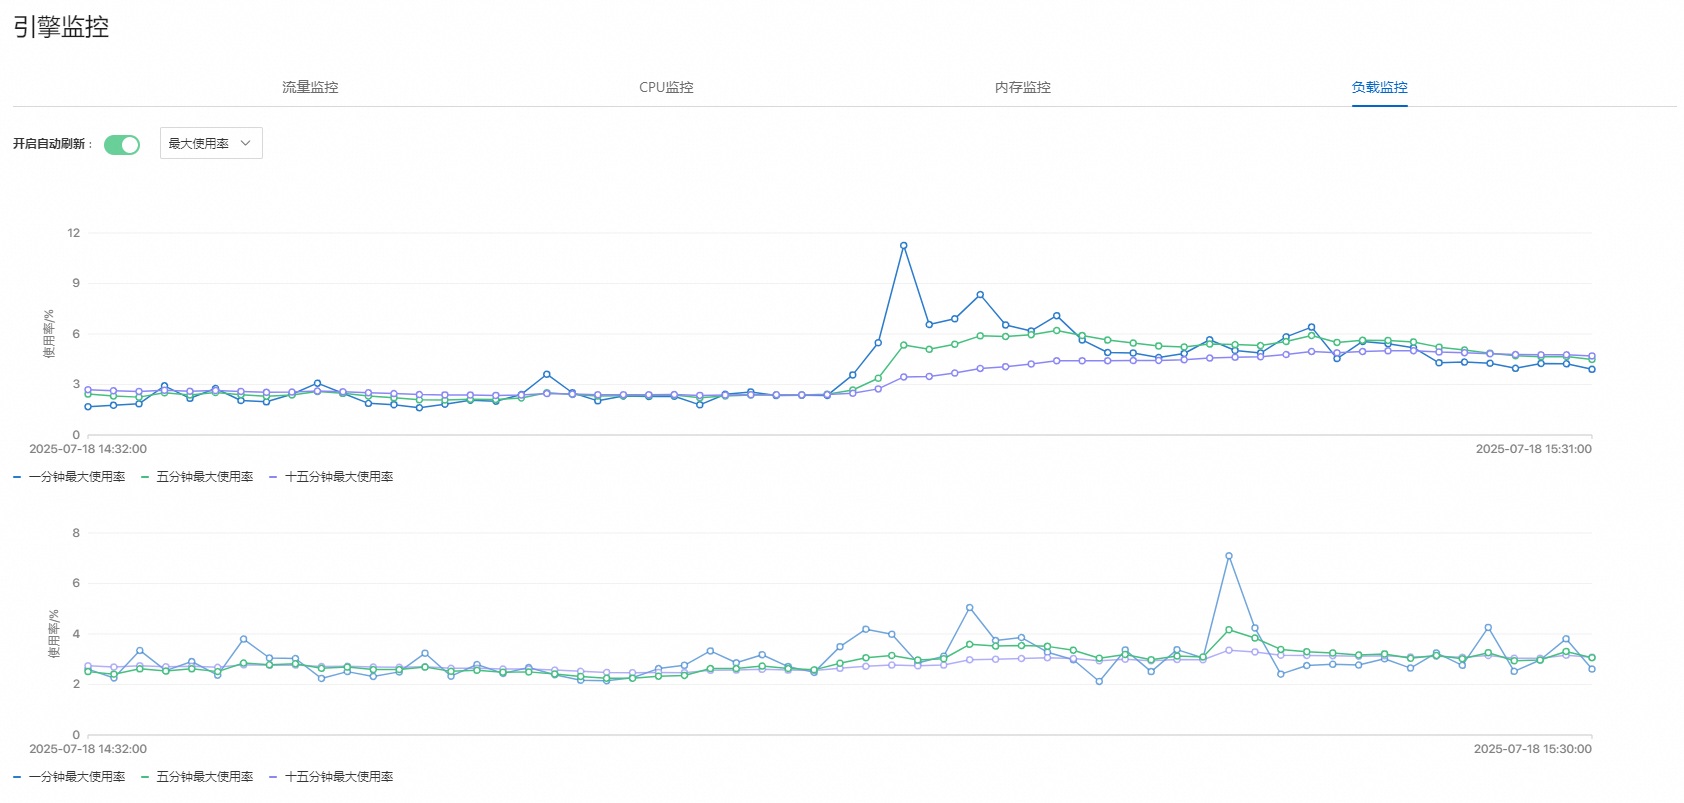 引擎监控
流量监控 CPU监控 内存监控 负载监控
开启自动刷新： 最大使用率
使用率/%
12
9
6
3
0
2025-07-18 14:32:00 2025-07-18 15:31:00
一分钟最大使用率 五分钟最大使用率 十五分钟最大使用率
使用率/%
8
6
4
2
0
2025-07-18 14:32:00 2025-07-18 15:30:00
一分钟最大使用率 五分钟最大使用率 十五分钟最大使用率